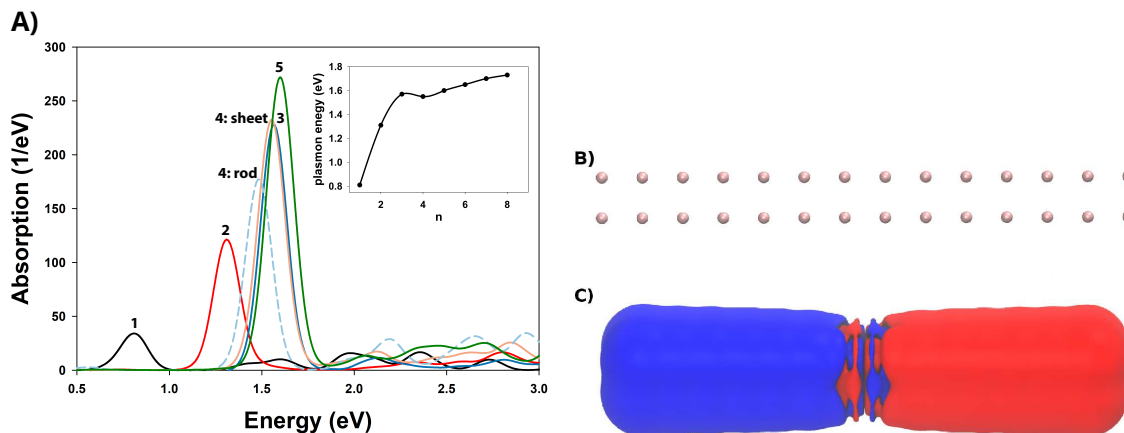 A)
300
250
200
150
100
50
0
0.5 1.0 1.5 2.0 2.5 3.0
Absorption (1/eV)
Energy (eV)
1
2
3
4: sheet
4: rod
5
1.8
1.6
1.4
1.2
1.0
0.8
2 4 6 8
plasmon energy (eV)
n
B)
C)